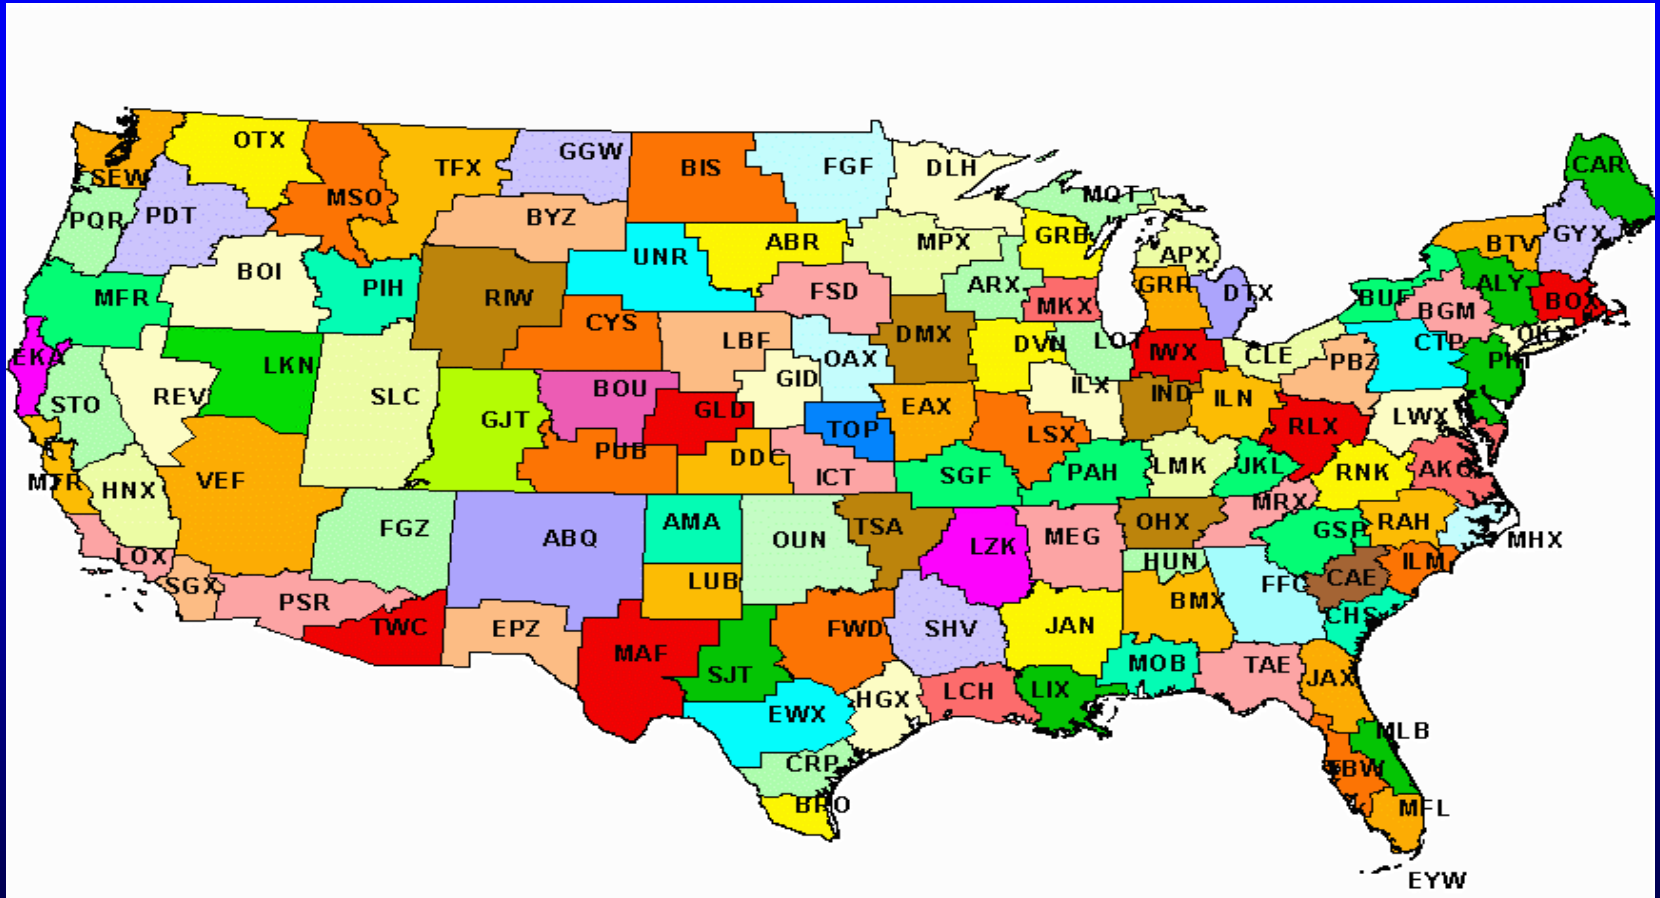 CAR
OTX
GGW
SEW
TFX
BIS
FGF
DLH
MSO
MQT
PQR
PDT
BYZ
GYX
GRB
BTV
ABR
MPX
UNR
APX
BOI
PIH
MFR
RIW
FSD
ARX
GRR
DTX
ALY
BUF
BOX
MKX
BGM
CYS
DMX
LBF
DVN
LOT
OKX
CTP
EKA
LKN
OAX
IWX
CLE
PBZ
PHI
GID
ILX
BOU
REV
SLC
IND
ILN
STO
GLD
EAX
LWX
GJT
TOP
LSX
RLX
PUB
DDC
VEF
ICT
SGF
PAH
LMK
JKL
RNK
AKQ
MTR
HNX
MRX
FGZ
AMA
TSA
OHX
GSP
RAH
ABQ
OUN
LZK
MEG
MHX
LOX
HUN
ILM
SGX
LUB
FFC
CAE
PSR
BMX
CHS
TWC
EPZ
FWD
SHV
JAN
MAF
MOB
TAE
SJT
JAX
LCH
LIX
HGX
EWX
MLB
CRP
TBW
BRO
MFL
EYW